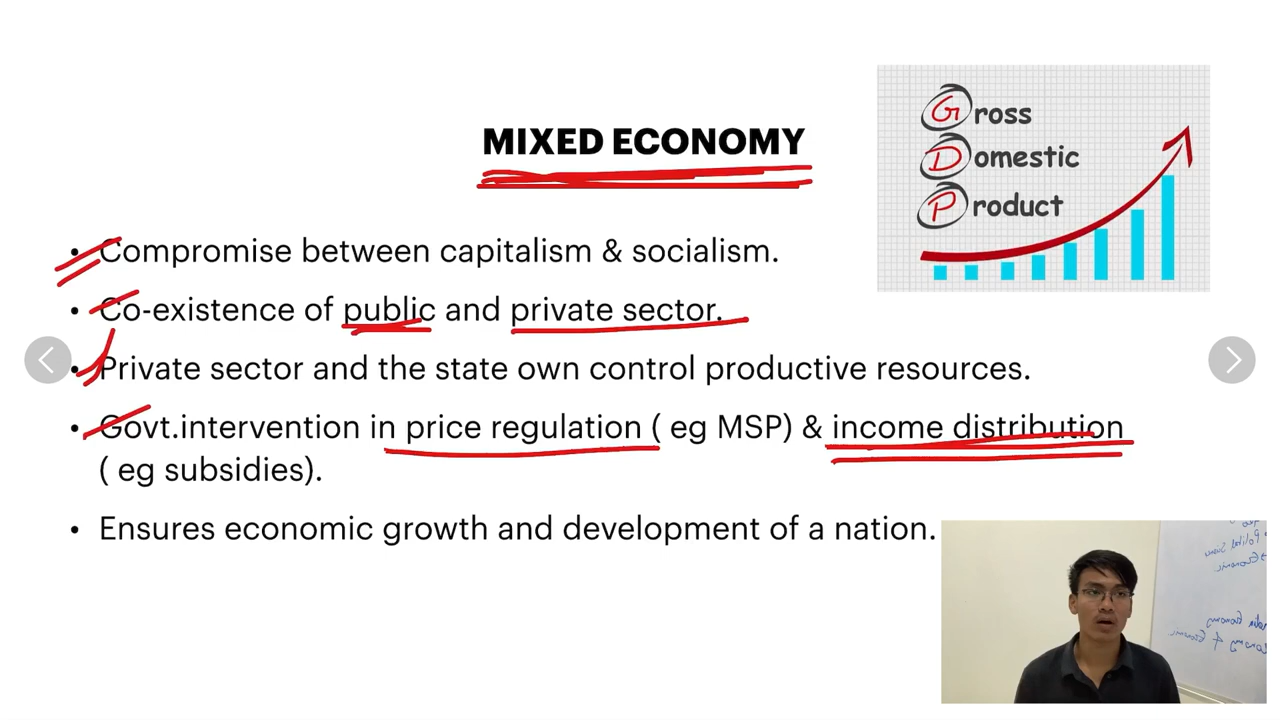 MIXED ECONOMY
Gross
Domestic
Product
• Compromise between capitalism & socialism.
• Co-existence of public and private sector.
• Private sector and the state own control productive resources.
• Govt.intervention in price regulation ( eg MSP) & income distribution
( eg subsidies).
• Ensures economic growth and development of a nation.